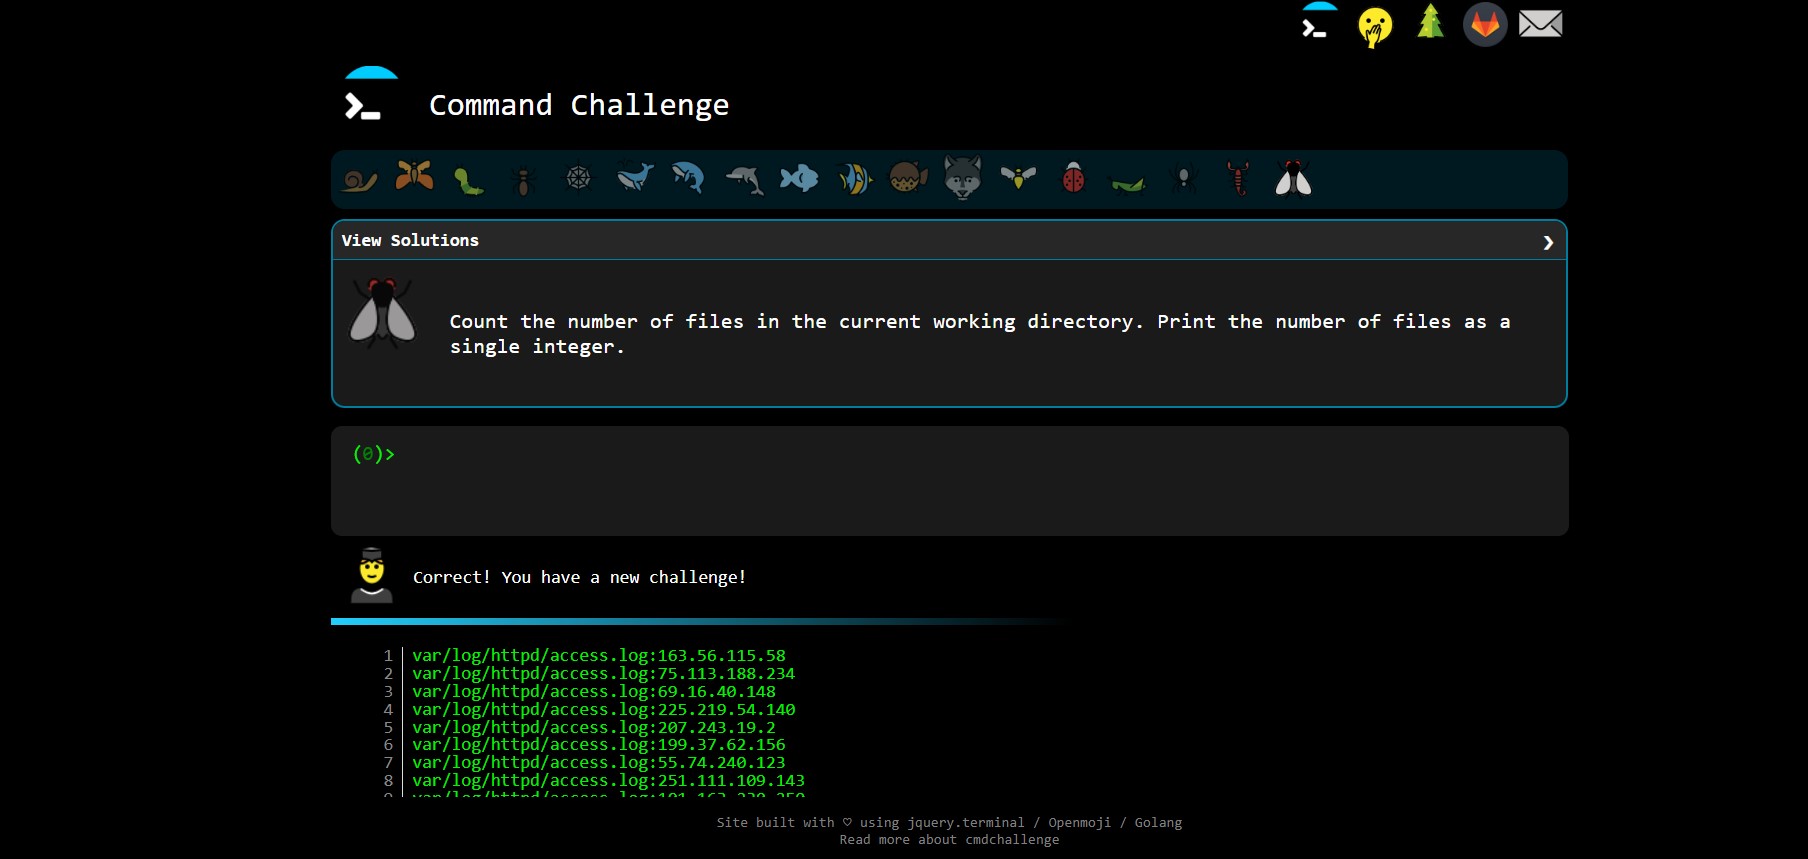 Command Challenge
View Solutions
Count the number of files in the current working directory. Print the number of files as a
single integer.
(0)>
Correct! You have a new challenge!
1 var/log/httpd/access.log:163.56.115.58
2 var/log/httpd/access.log:75.113.188.234
3 var/log/httpd/access.log:69.16.40.148
4 var/log/httpd/access.log:225.219.54.140
5 var/log/httpd/access.log:207.243.19.2
6 var/log/httpd/access.log:199.37.62.156
7 var/log/httpd/access.log:55.74.240.123
8 var/log/httpd/access.log:251.111.109.143
Site built with ♡ using jquery.terminal / Openmoji / Golang
Read more about cmdchallenge